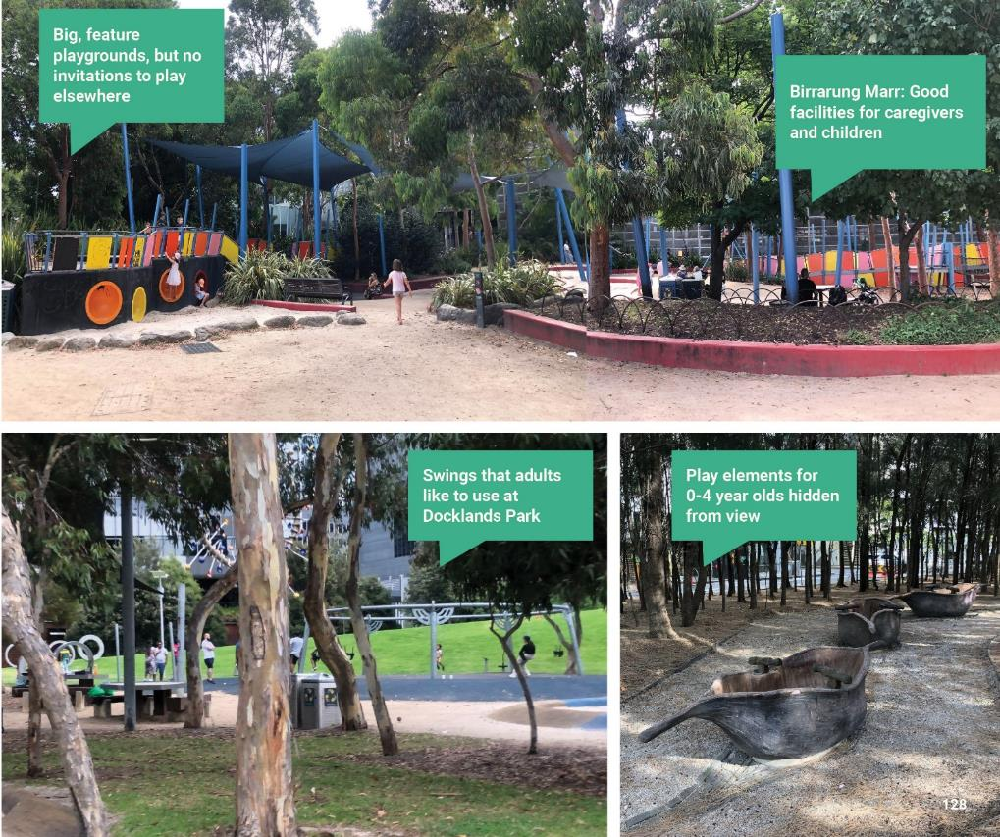 Big, feature
playgrounds, but no
invitations to play
elsewhere
Birrarung Marr: Good
facilities for caregivers
and children
Swings that adults
like to use at
Docklands Park
Play elements for
0-4 year olds hidden
from view
128